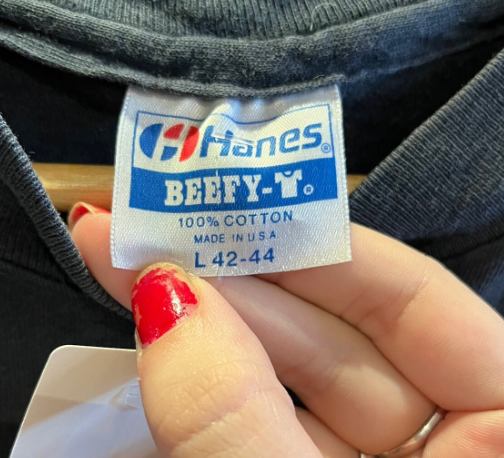 Hanes®
BEEFY-T®
100% COTTON
MADE IN U.S.A
L 42-44